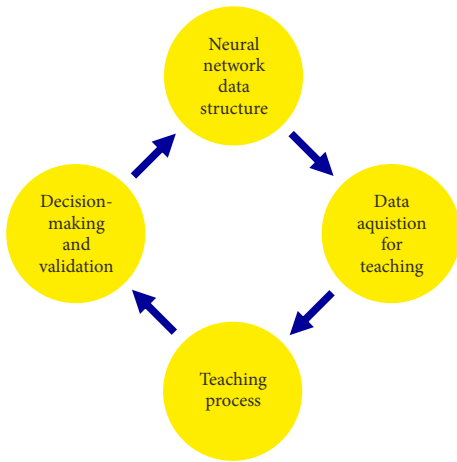 Neural
network
data
structure
Data
aquistion
for
teaching
Teaching
process
Decision-
making
and
validation